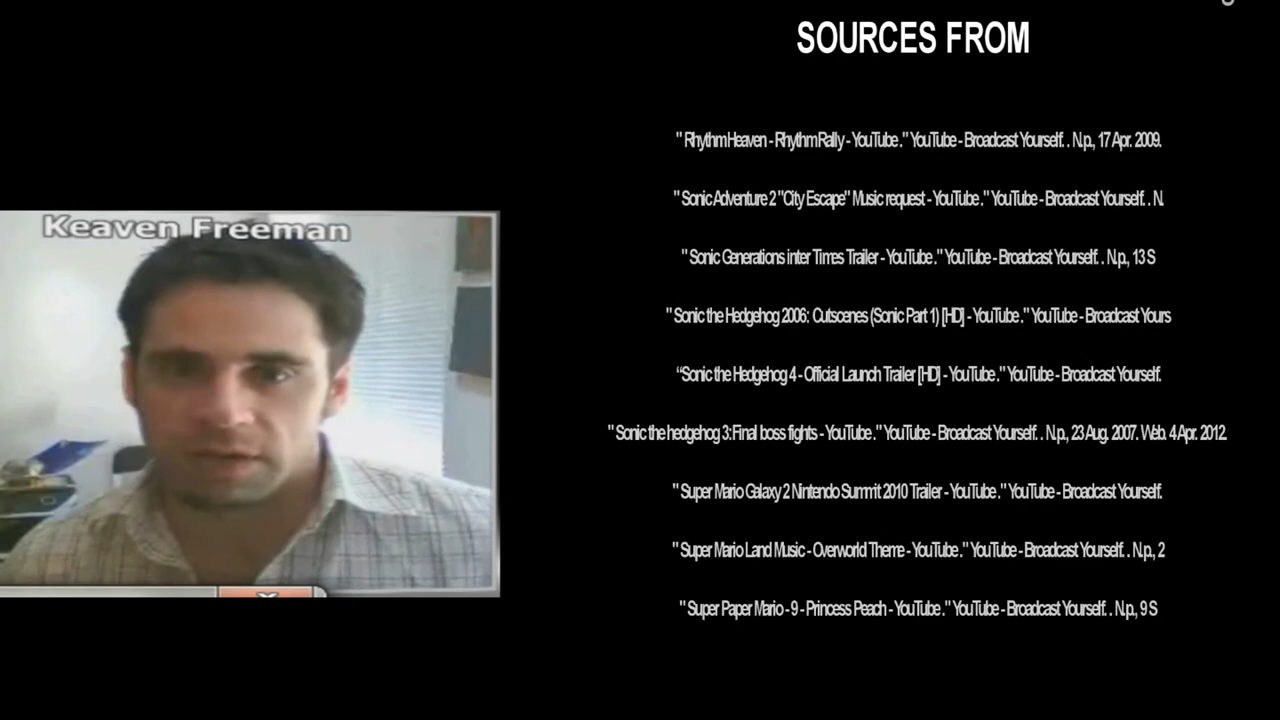 SOURCES FROM
" Rhythm Heaven - Rhythm Rally - YouTube ." YouTube - Broadcast Yourself. . N.p., 17 Apr. 2009.
" Sonic Adventure 2 "City Escape" Music request - YouTube ." YouTube - Broadcast Yourself. . N.
" Sonic Generations inter Times Trailer - YouTube ." YouTube - Broadcast Yourself. . N.p., 13 S
Keaven Freeman
" Sonic the Hedgehog 2006: Cutscenes (Sonic Part 1) [HD] - YouTube ." YouTube - Broadcast Yours
“Sonic the Hedgehog 4 - Official Launch Trailer [HD] - YouTube ." YouTube - Broadcast Yourself.
" Sonic the hedgehog 3: Final boss fights - YouTube ." YouTube - Broadcast Yourself. . N.p., 23 Aug. 2007. Web. 4 Apr. 2012.
" Super Mario Galaxy 2 Nintendo Summit 2010 Trailer - YouTube ." YouTube - Broadcast Yourself.
" Super Mario Land Music - Overworld Theme - YouTube ." YouTube - Broadcast Yourself. . N.p., 2
" Super Paper Mario - 9 - Princess Peach - YouTube ." YouTube - Broadcast Yourself. . N.p., 9 S